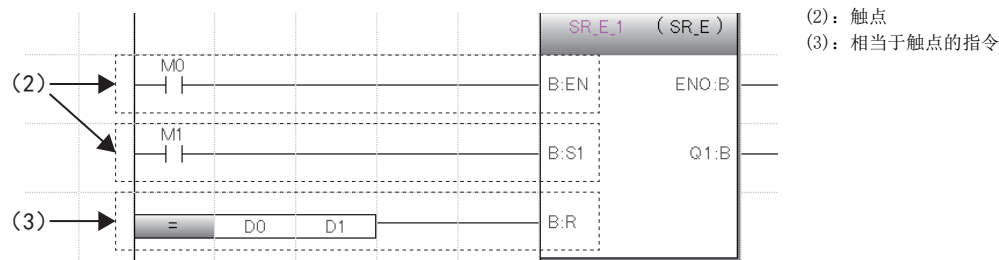 SR_E_1 (SR_E)
(2): 触点
(3): 相当于触点的指令
M0
(2)
B:EN ENO:B
M1
B:S1 Q1:B
(3)
= D0 D1
B:R